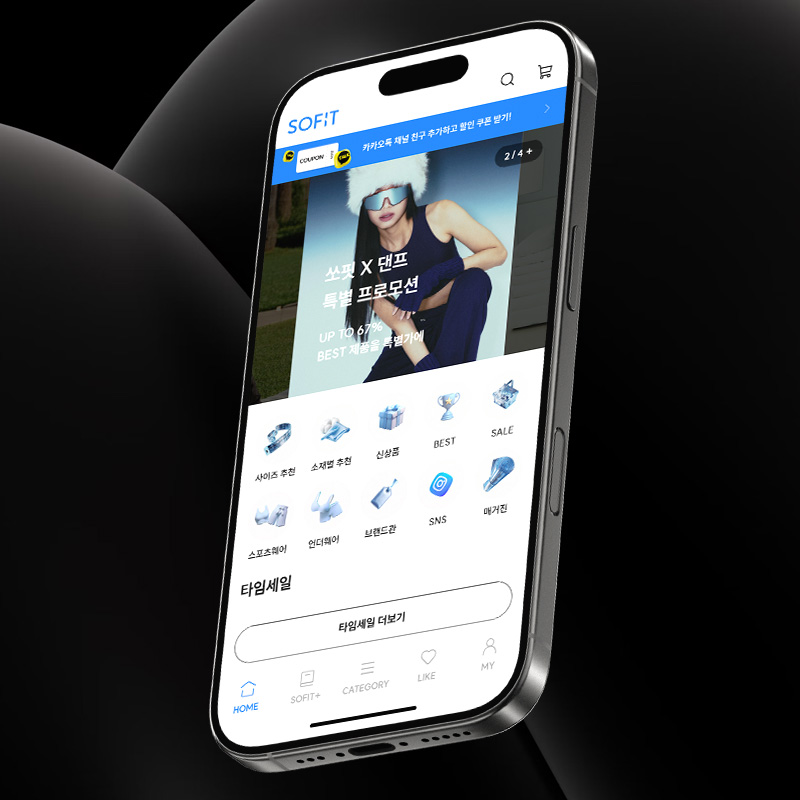 SOFIT
COUPON
카카오톡 채널 친구 추가하고 할인 쿠폰 받기!
2 / 4 +
쏘핏 X 댄프
특별 프로모션
UP TO 67%
BEST 제품을 특별가에
사이즈 추천
소재별 추천
신상품
BEST
SALE
스포츠웨어
언더웨어
브랜드관
SNS
매거진
타임세일
타임세일 더보기
HOME
SOFIT+
CATEGORY
LIKE
MY